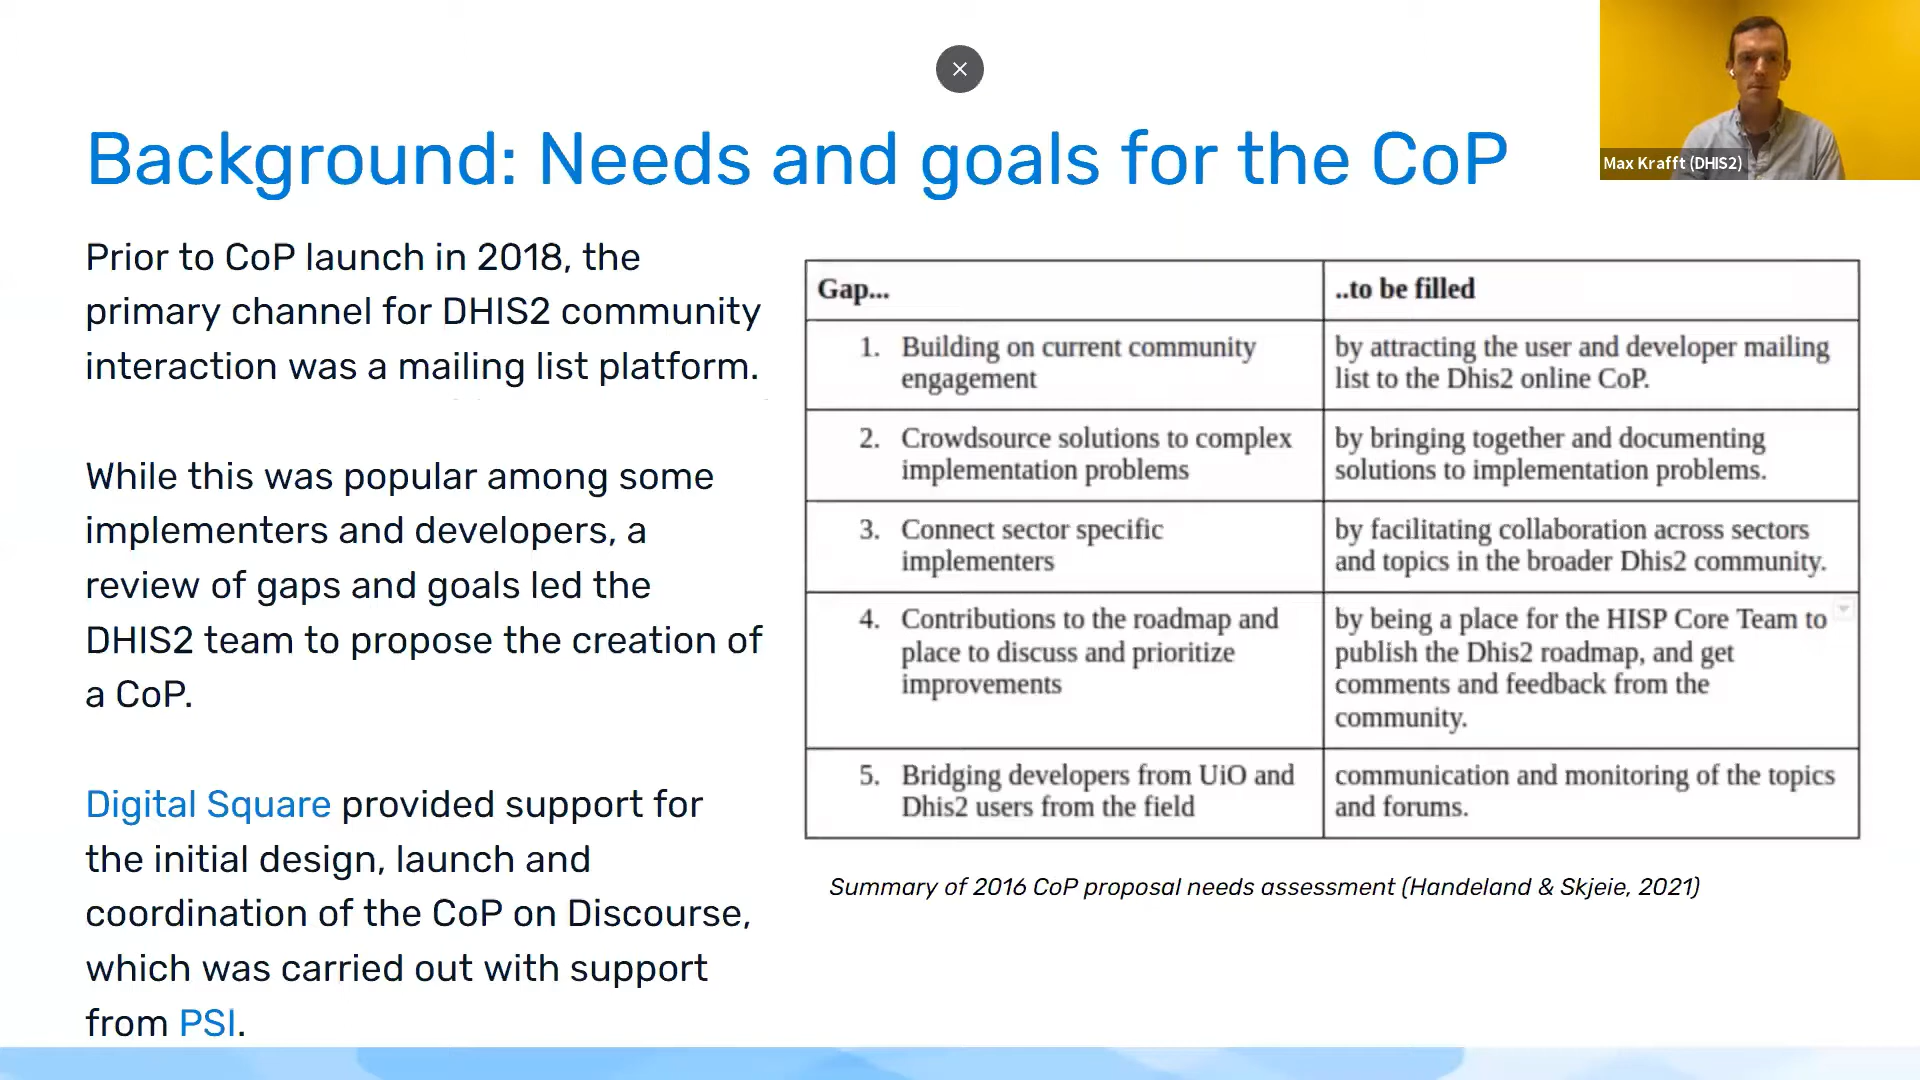 Background: Needs and goals for the CoP
Max Krafft (DHIS2)
Prior to CoP launch in 2018, the
primary channel for DHIS2 community
interaction was a mailing list platform.
While this was popular among some
implementers and developers, a
review of gaps and goals led the
DHIS2 team to propose the creation of
a CoP.
Digital Square provided support for
the initial design, launch and
coordination of the CoP on Discourse,
which was carried out with support
from PSI.
Gap...
..to be filled
1. Building on current community
engagement
by attracting the user and developer mailing
list to the Dhis2 online CoP.
2. Crowdsource solutions to complex
implementation problems
by bringing together and documenting
solutions to implementation problems.
3. Connect sector specific
implementers
by facilitating collaboration across sectors
and topics in the broader Dhis2 community.
4. Contributions to the roadmap and
place to discuss and prioritize
improvements
by being a place for the HISP Core Team to
publish the Dhis2 roadmap, and get
comments and feedback from the
community.
5. Bridging developers from UiO and
Dhis2 users from the field
communication and monitoring of the topics
and forums.
Summary of 2016 CoP proposal needs assessment (Handeland & Skjeie, 2021)